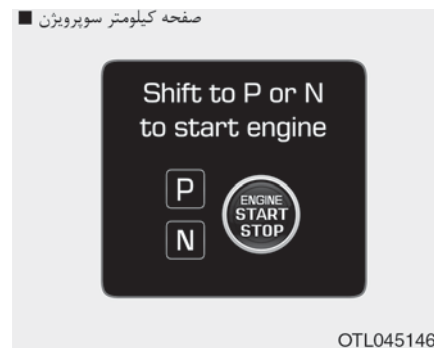 ■ صفحه کیلومتر سوپرویژن
Shift to P or N
to start engine
P
ENGINE
START
STOP
N
OTL045146